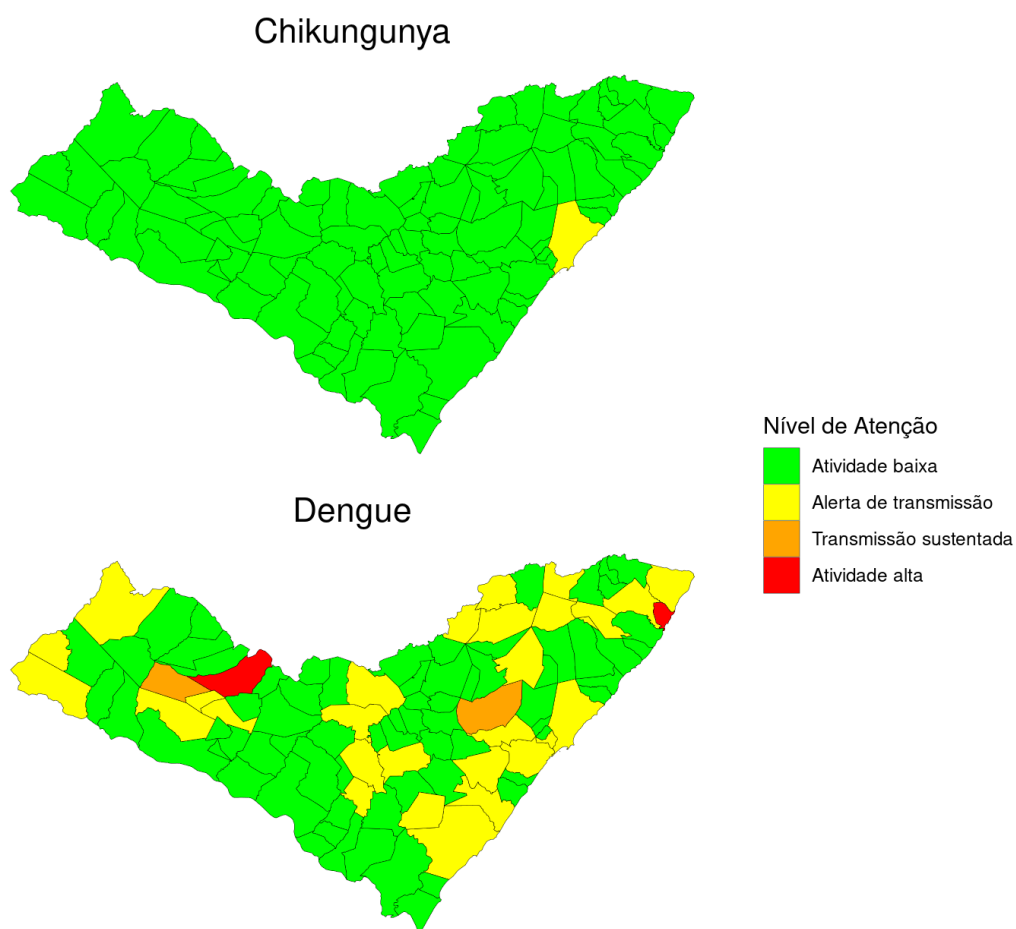 Chikungunya
Dengue
Nível de Atenção
Atividade baixa
Alerta de transmissão
Transmissão sustentada
Atividade alta